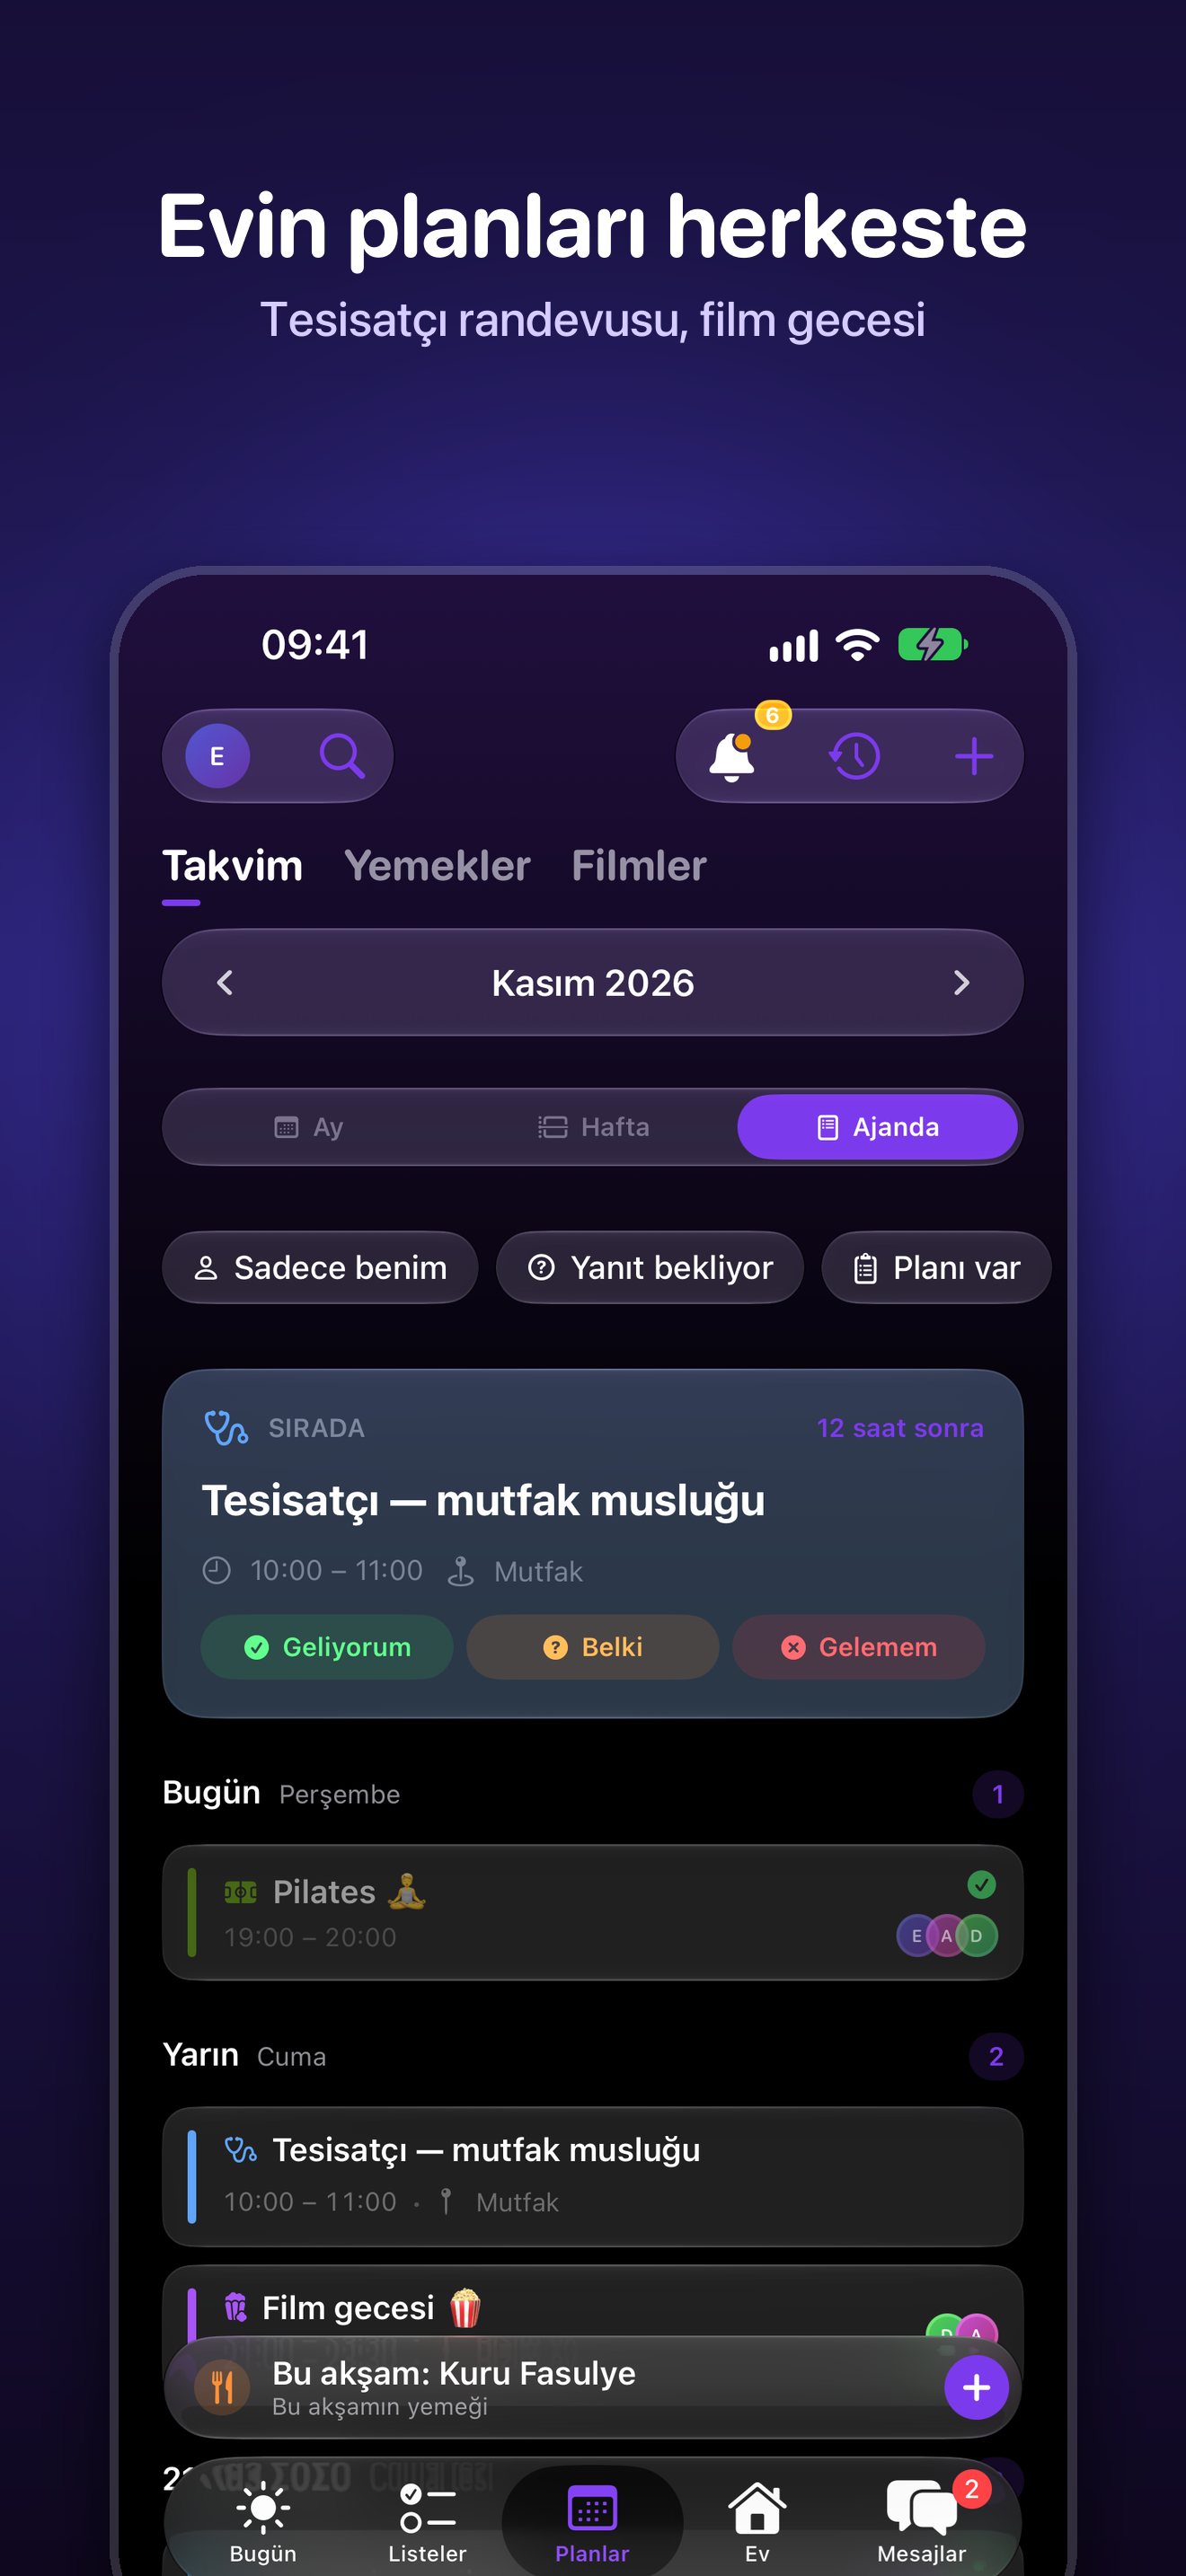 Evin planları herkeste
Tesisatçı randevusu, film gecesi
09:41
E
6
Takvim Yemekler Filmler
Kasım 2026
Ay Hafta Ajanda
Sadece benim Yanıt bekliyor Planı var
SIRADA 12 saat sonra
Tesisatçı — mutfak musluğu
10:00 – 11:00 Mutfak
Geliyorum Belki Gelemem
Bugün Perşembe 1
Pilates
19:00 – 20:00 E A D
Yarın Cuma 2
Tesisatçı — mutfak musluğu
10:00 – 11:00 · Mutfak
Film gecesi
D A
Bu akşam: Kuru Fasulye
Bu akşamın yemeği
2
Bugün Listeler Planlar Ev Mesajlar